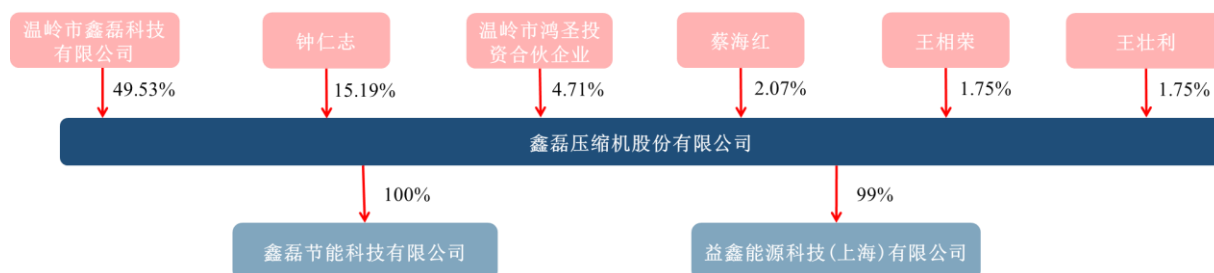 温岭市鑫磊科技
有限公司
钟仁志
温岭市鸿圣投
资合伙企业
蔡海红
王相荣
王壮利
49.53%
15.19%
4.71%
2.07%
1.75%
1.75%
鑫磊压缩机股份有限公司
100%
99%
鑫磊节能科技有限公司
益鑫能源科技(上海)有限公司